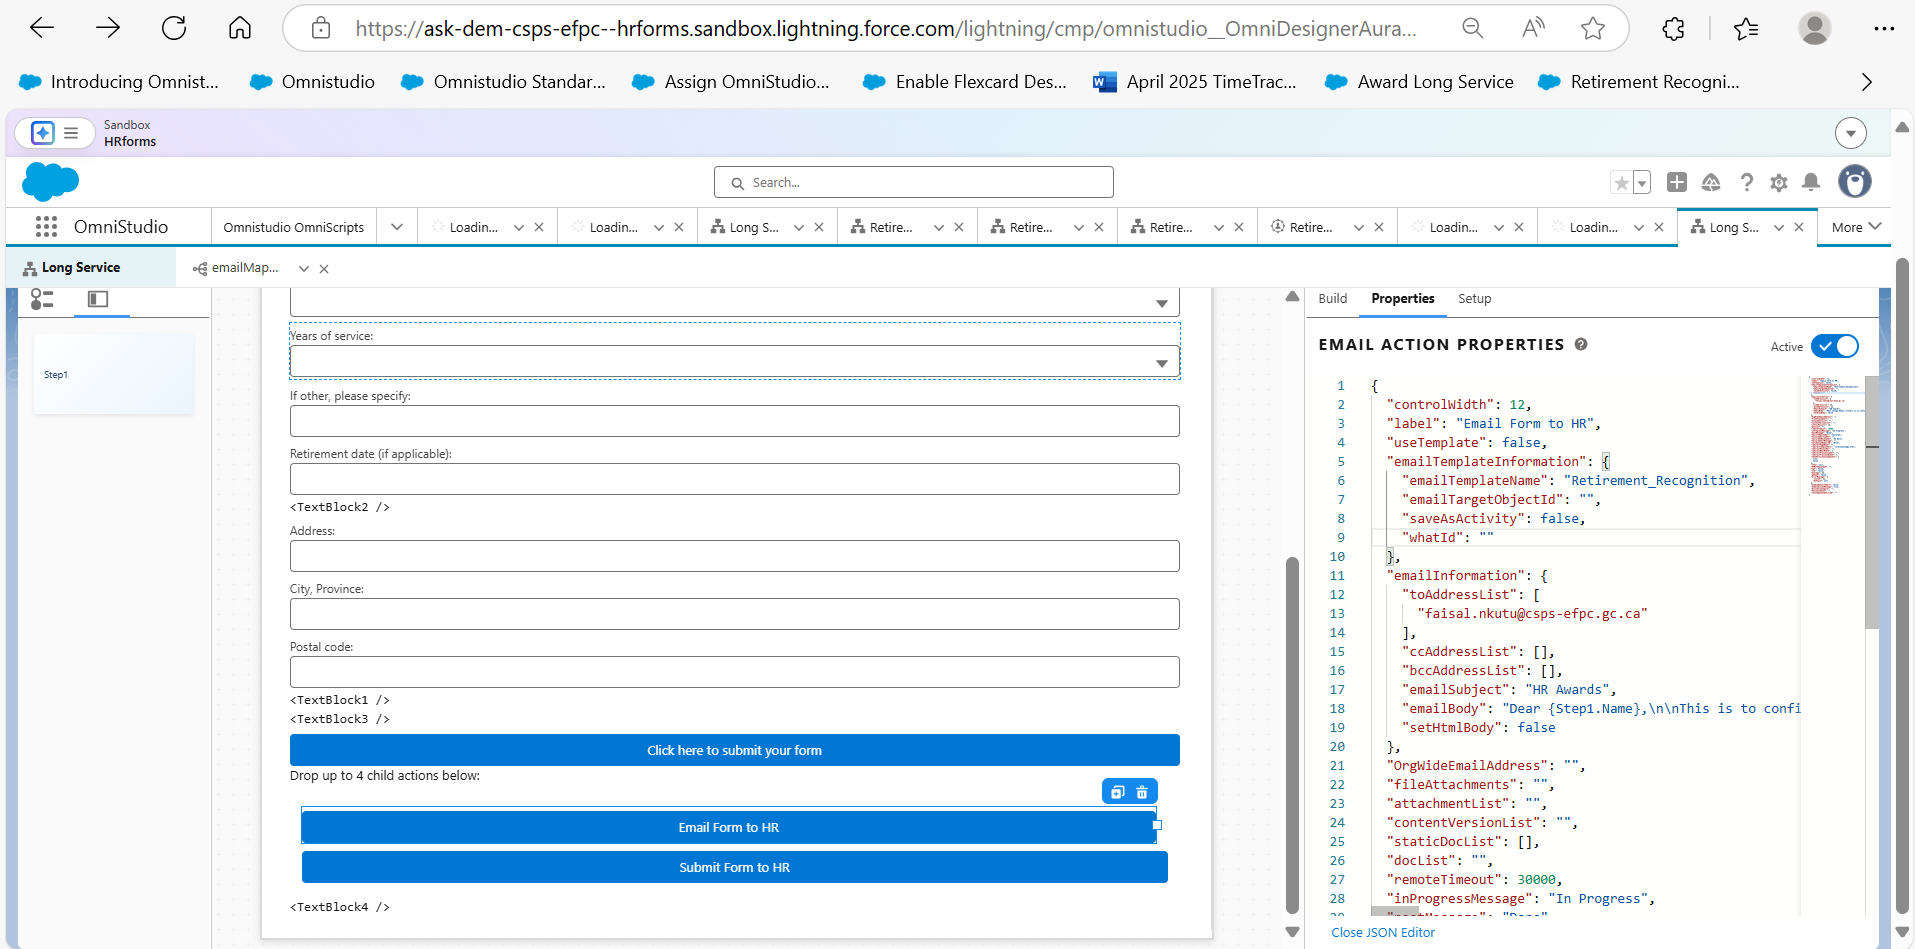 https://ask-dem-csps-efpc--hrforms.sandbox.lightning.force.com/lightning/cmp/omnistudio__OmniDesignerAura...
Introducing Omnist...
Omnistudio
Omnistudio Standar...
Assign OmniStudio...
Enable Flexcard Des...
April 2025 TimeTrac...
Award Long Service
Retirement Recogni...
Sandbox
HRforms
Search...
OmniStudio
Omnistudio OmniScripts
Loadin...
Loadin...
Long S...
Retire...
Retire...
Retire...
Retire...
Loadin...
Loadin...
Long S...
More
Long Service
emailMap...
Step1
Years of service:
If other, please specify:
Retirement date (if applicable):
<TextBlock2 />
Address:
City, Province:
Postal code:
<TextBlock1 />
<TextBlock3 />
Click here to submit your form
Drop up to 4 child actions below:
Email Form to HR
Submit Form to HR
<TextBlock4 />
Build
Properties
Setup
EMAIL ACTION PROPERTIES
Active
1 {
2 "controlWidth": 12,
3 "label": "Email Form to HR",
4 "useTemplate": false,
5 "emailTemplateInformation": {
6 "emailTemplateName": "Retirement_Recognition",
7 "emailTargetObjectId": "",
8 "saveAsActivity": false,
9 "whatId": ""
10 },
11 "emailInformation": {
12 "toAddressList": [
13 "faisal.nkutu@csps-efpc.gc.ca"
14 ],
15 "ccAddressList": [],
16 "bccAddressList": [],
17 "emailSubject": "HR Awards",
18 "emailBody": "Dear {Step1.Name},\n\nThis is to confi
19 "setHtmlBody": false
20 },
21 "OrgWideEmailAddress": "",
22 "fileAttachments": "",
23 "attachmentList": "",
24 "contentVersionList": "",
25 "staticDocList": [],
26 "docList": "",
27 "remoteTimeout": 30000,
28 "inProgressMessage": "In Progress",
Close JSON Editor